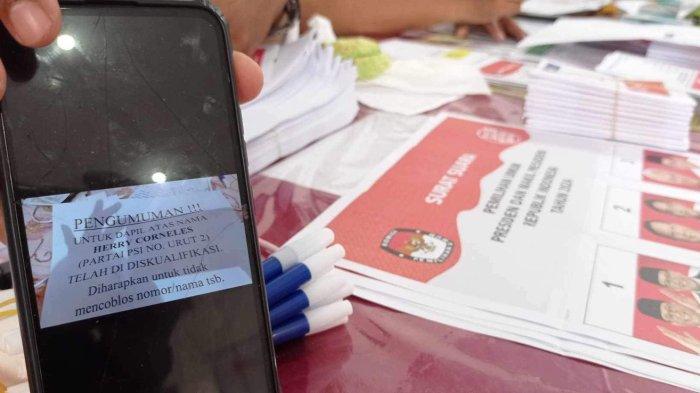 PENGUMUMAN !!!
UNTUK DAPIL ATAS NAMA
HERRY CORNELES
(PARTAI PSI NO. URUT 2)
TELAH DI DISKUALIFIKASI.
Diharapkan untuk tidak
mencoblos nomor/nama tsb.
SURAT SUARA
PEMILIHAN UMUM
PRESIDEN DAN WAKIL PRESIDEN
REPUBLIK INDONESIA
TAHUN 2024
1
2
3